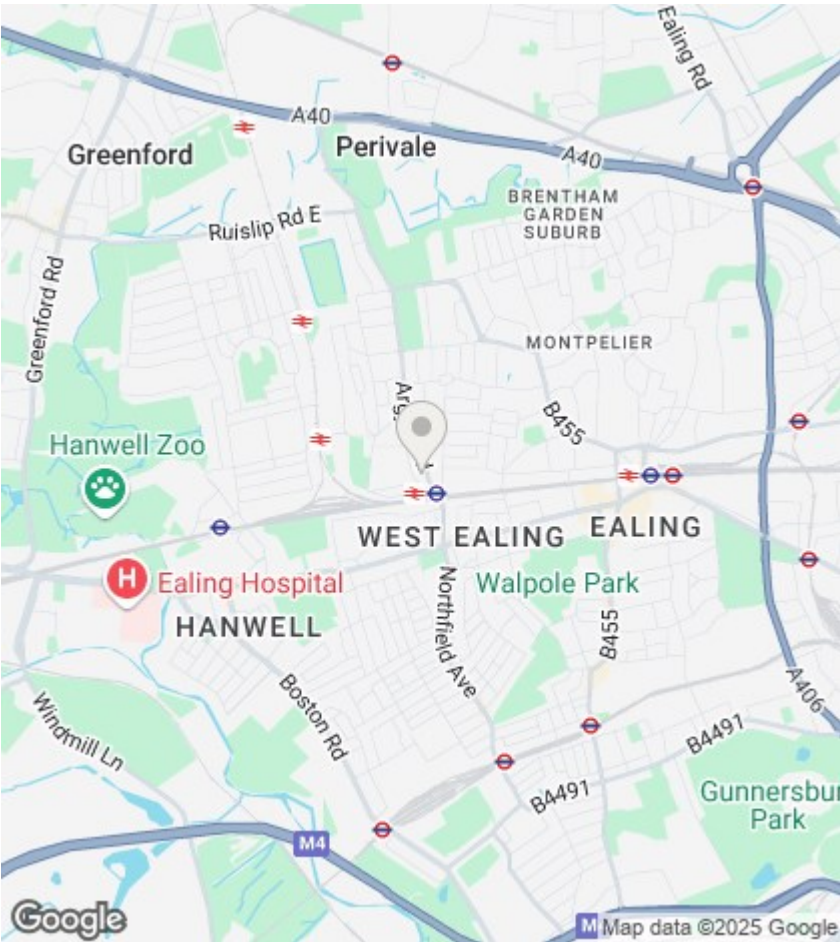 Ealing Rd
A40
Greenford
Perivale
A40
BRENTHAM
GARDEN
SUBURB
Ruislip Rd E
Greenford Rd
MONTPELIER
B455
Hanwell Zoo
WEST EALING
EALING
H
Ealing Hospital
Walpole Park
HANWELL
Northfield Ave
B455
A406
Boston Rd
Windmill Ln
B4491
B4491
Gunnersbur
Park
M4
Google
M
Map data ©2025 Google